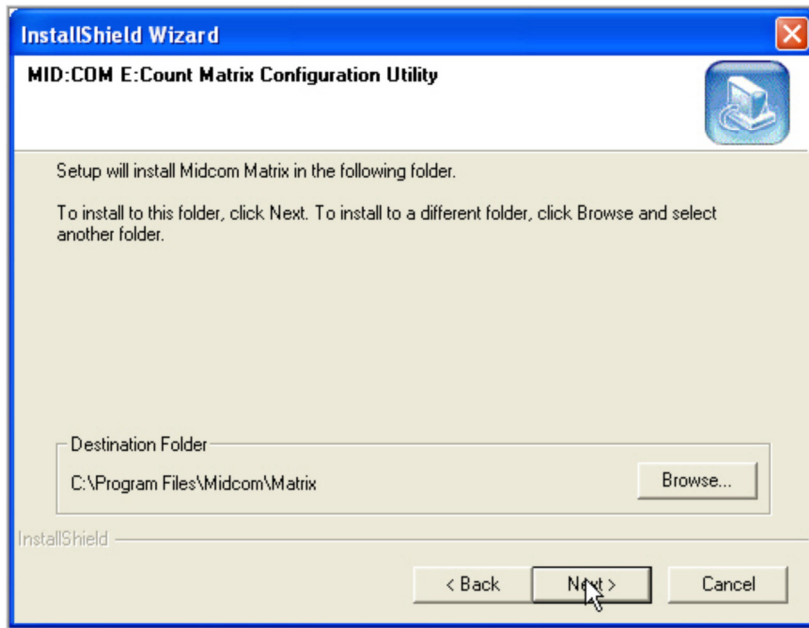 InstallShield Wizard
MID:COM E:Count Matrix Configuration Utility
Setup will install Midcom Matrix in the following folder.
To install to this folder, click Next. To install to a different folder, click Browse and select
another folder.
Destination Folder
C:\Program Files\Midcom\Matrix
Browse...
InstallShield
< Back
Next >
Cancel